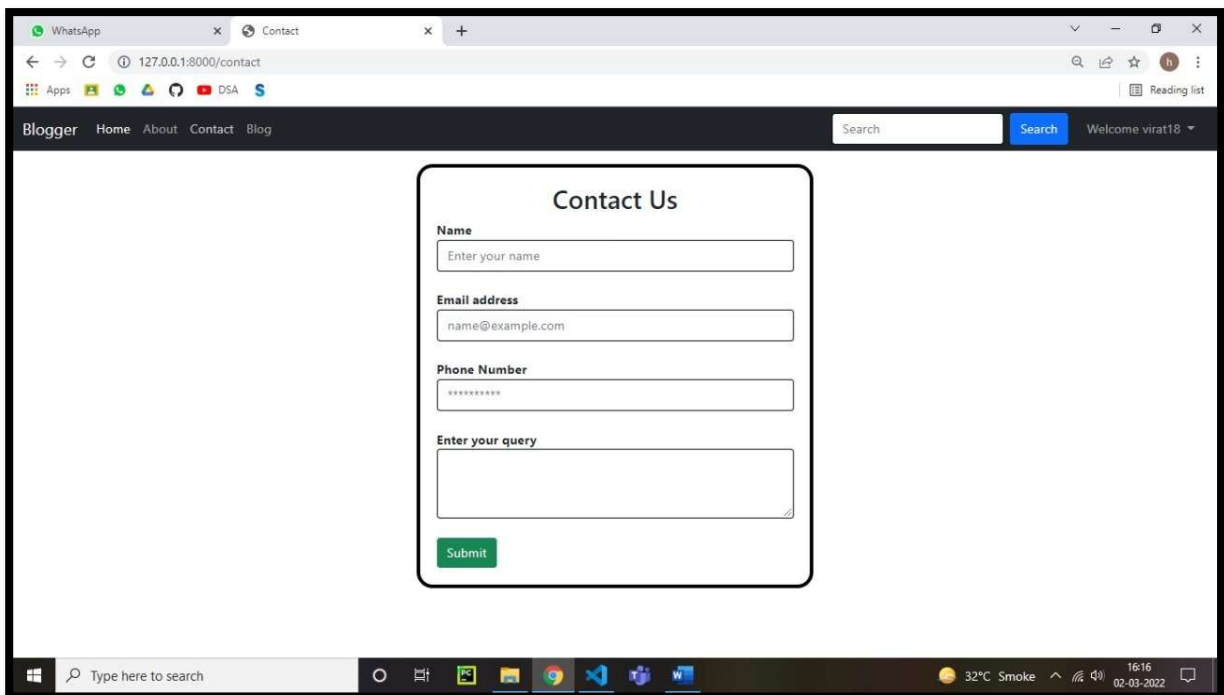 WhatsApp Contact
127.0.0.1:8000/contact
Apps DSA Reading list
Blogger Home About Contact Blog Search Search Welcome virat18
Contact Us
Name
Enter your name
Email address
name@example.com
Phone Number
**********
Enter your query
Submit
Type here to search 32°C Smoke 16:16
02-03-2022